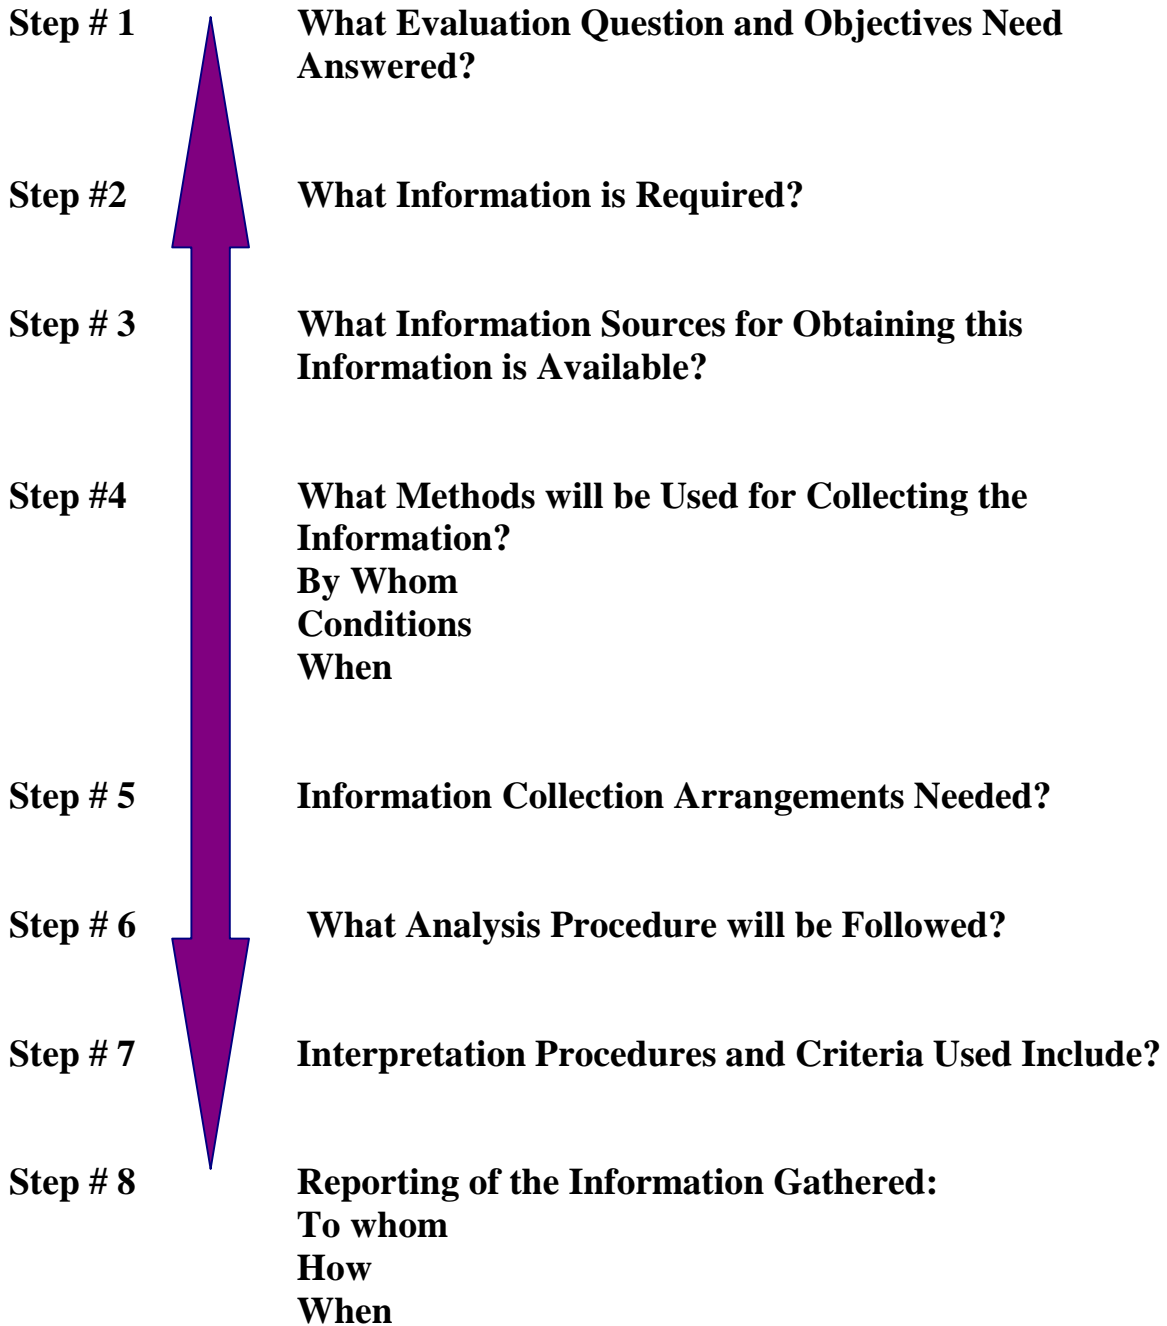 Step # 1 What Evaluation Question and Objectives Need
Answered?
Step #2 What Information is Required?
Step # 3 What Information Sources for Obtaining this
Information is Available?
Step #4 What Methods will be Used for Collecting the
Information?
By Whom
Conditions
When
Step # 5 Information Collection Arrangements Needed?
Step # 6 What Analysis Procedure will be Followed?
Step # 7 Interpretation Procedures and Criteria Used Include?
Step # 8 Reporting of the Information Gathered:
To whom
How
When